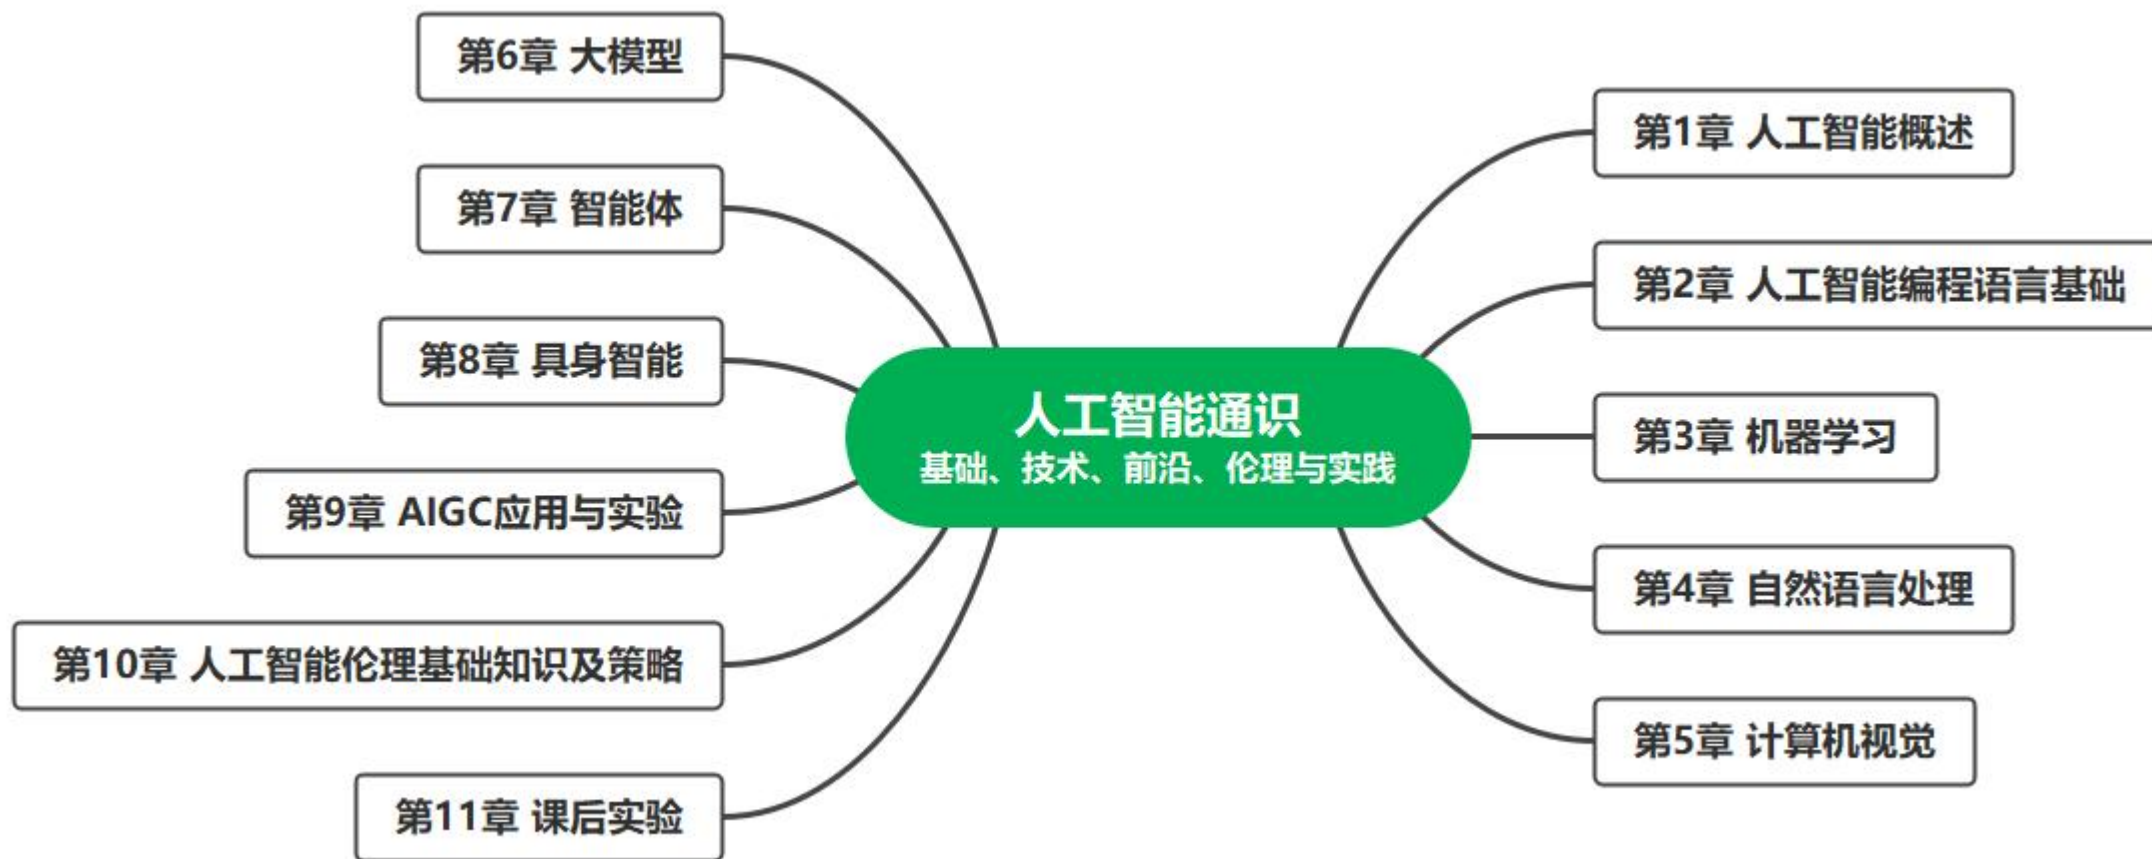 人工智能通识
基础、技术、前沿、伦理与实践
第1章 人工智能概述
第2章 人工智能编程语言基础
第3章 机器学习
第4章 自然语言处理
第5章 计算机视觉
第6章 大模型
第7章 智能体
第8章 具身智能
第9章 AIGC应用与实验
第10章 人工智能伦理基础知识及策略
第11章 课后实验